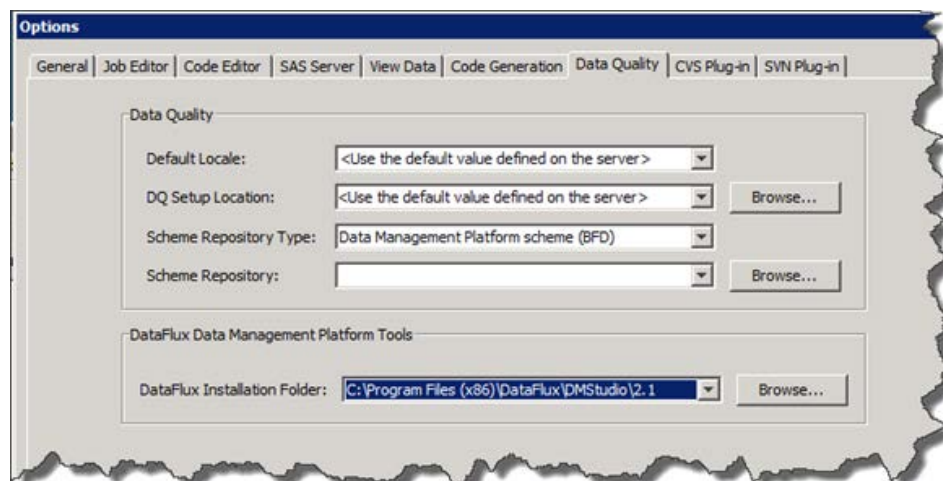 Options
General Job Editor Code Editor SAS Server View Data Code Generation Data Quality CVS Plug-in SVN Plug-in
Data Quality
Default Locale: <Use the default value defined on the server>
DQ Setup Location: <Use the default value defined on the server> Browse...
Scheme Repository Type: Data Management Platform scheme (BFD)
Scheme Repository: Browse...
DataFlux Data Management Platform Tools
DataFlux Installation Folder: C:\Program Files (x86)\DataFlux\DMStudio\2.1 Browse...